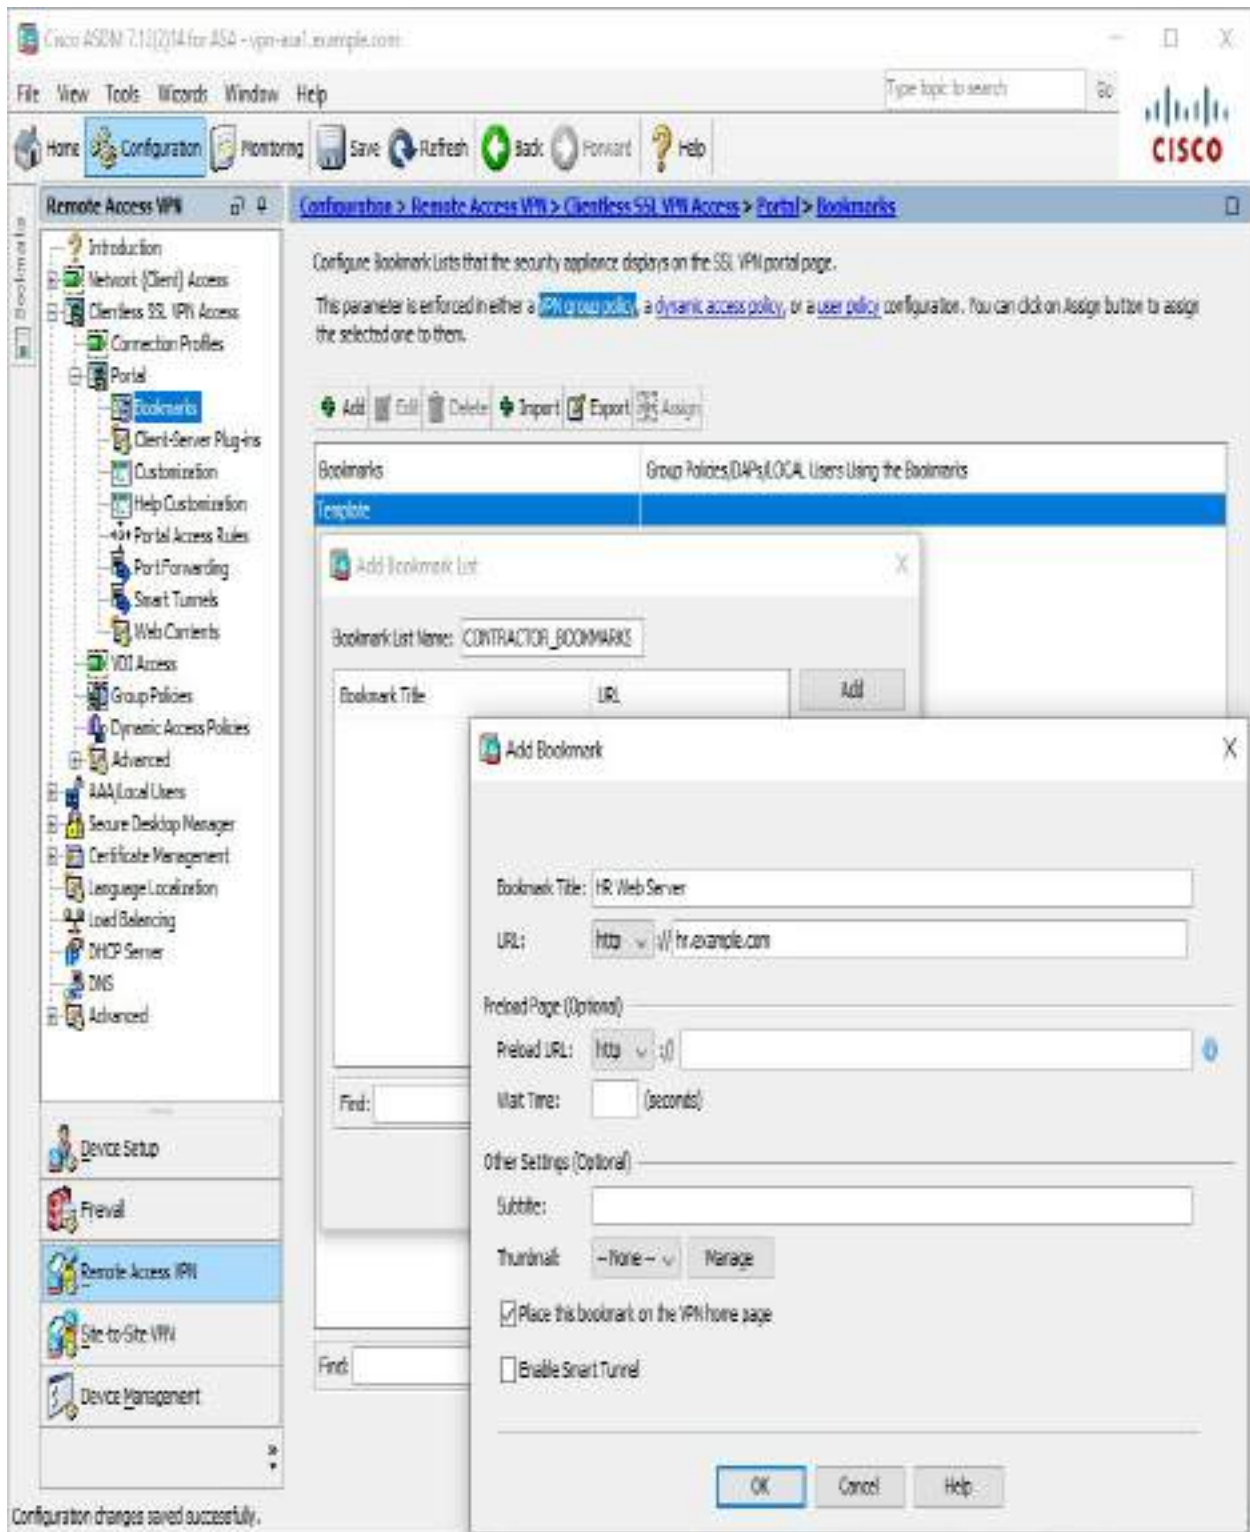 Cisco ASDM 7.12(2)14 for ASA - vpn-asa1.example.com
File View Tools Wizards Window Help
Type topic to search Go
Home Configuration Monitoring Save Refresh Back Forward Help
CISCO
Bookmarks
Remote Access VPN
Introduction
Network (Client) Access
Clientless SSL VPN Access
Connection Profiles
Portal
Bookmarks
Client-Server Plug-ins
Customization
Help Customization
Portal Access Rules
Port Forwarding
Smart Tunnels
Web Contents
VDI Access
Group Policies
Dynamic Access Policies
Advanced
AAA/Local Users
Secure Desktop Manager
Certificate Management
Language Localization
Load Balancing
DHCP Server
DNS
Advanced
Device Setup
Firewall
Remote Access VPN
Site-to-Site VPN
Device Management
Configuration > Remote Access VPN > Clientless SSL VPN Access > Portal > Bookmarks
Configure Bookmark Lists that the security appliance displays on the SSL VPN portal page.
This parameter is enforced in either a VPN group policy, a dynamic access policy, or a user policy configuration. You can click on Assign button to assign
the selected one to them.
Add Edit Delete Import Export Assign
Bookmarks Group Policies/DAPs/LOCAL Users Using the Bookmarks
Template
Add Bookmark List
Bookmark List Name: CONTRACTOR_BOOKMARKS
Bookmark Title URL Add
Find:
Find:
Add Bookmark
Bookmark Title: HR Web Server
URL: http :// hr.example.com
Preload Page (Optional)
Preload URL: http ://
Wait Time: (seconds)
Other Settings (Optional)
Subtitle:
Thumbnail: -- None -- Manage
Place this bookmark on the VPN home page
Enable Smart Tunnel
OK Cancel Help
Configuration changes saved successfully.